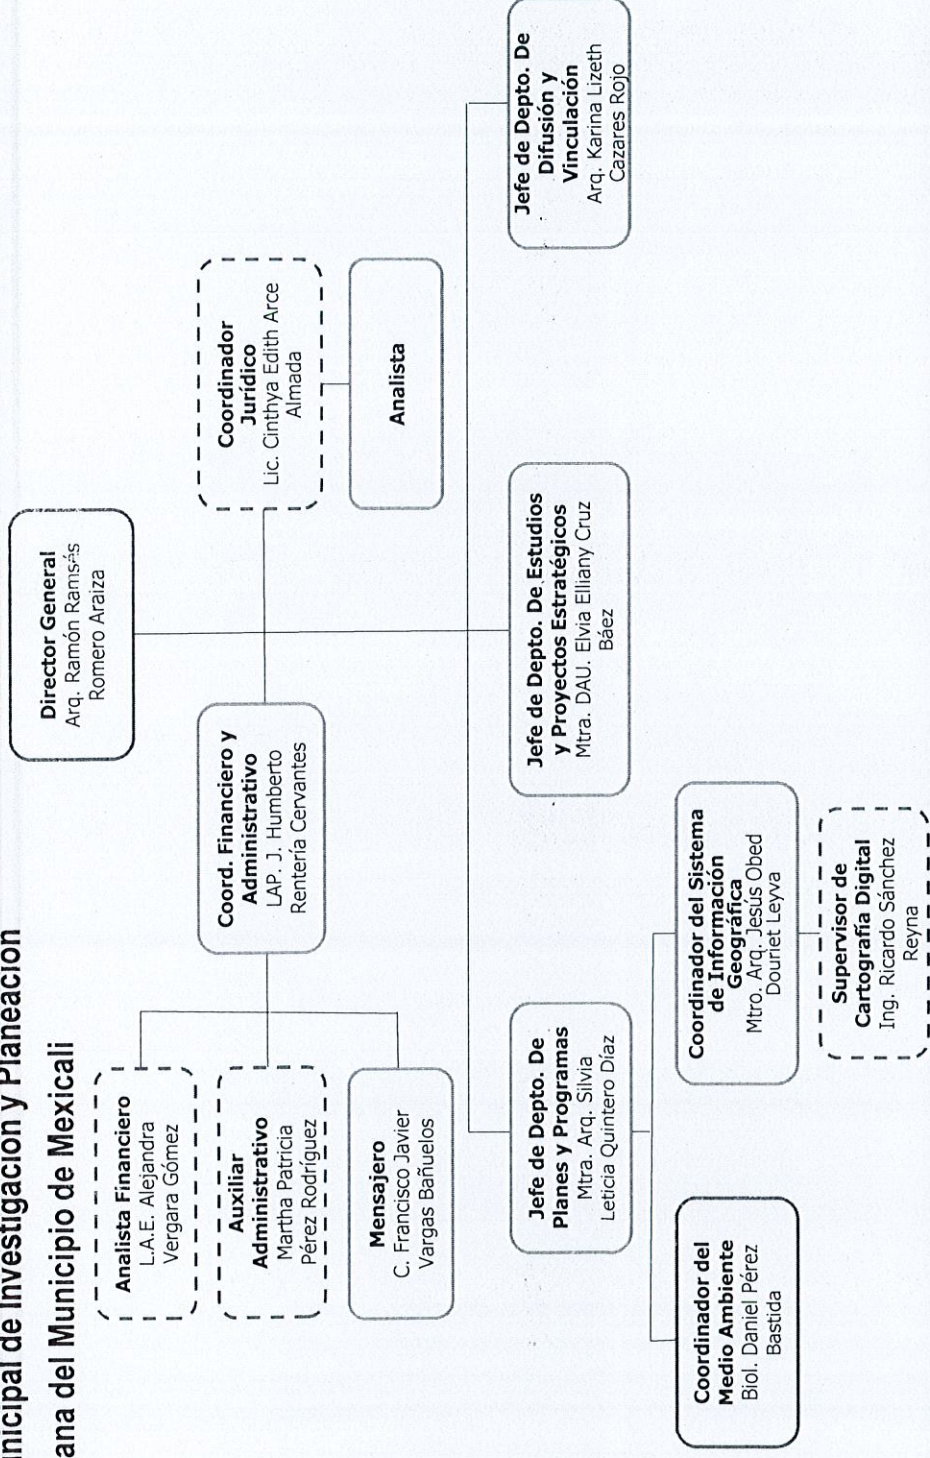 nicipal de Investigación y Planeación
ana del Municipio de Mexicali
Director General
Arq. Ramón Ramsés
Romero Araiza
Coord. Financiero y
Administrativo
LAP. J. Humberto
Rentería Cervantes
Coordinador
Jurídico
Lic. Cinthya Edith Arce
Almada
Analista
Analista Financiero
L.A.E. Alejandra
Vergara Gómez
Auxiliar
Administrativo
Martha Patricia
Pérez Rodríguez
Mensajero
C. Francisco Javier
Vargas Bañuelos
Jefe de Depto. De
Planes y Programas
Mtra. Arq. Silvia
Leticia Quintero Díaz
Jefe de Depto. De Estudios
y Proyectos Estratégicos
Mtra. DAU. Elvia Elliany Cruz
Báez
Jefe de Depto. De
Difusión y
Vinculación
Arq. Karina Lizeth
Cazares Rojo
Coordinador del
Medio Ambiente
Biol. Daniel Pérez
Bastida
Coordinador del Sistema
de Información
Geográfica
Mtro. Arq. Jesús Obed
Douriet Leyva
Supervisor de
Cartografía Digital
Ing. Ricardo Sánchez
Reyna